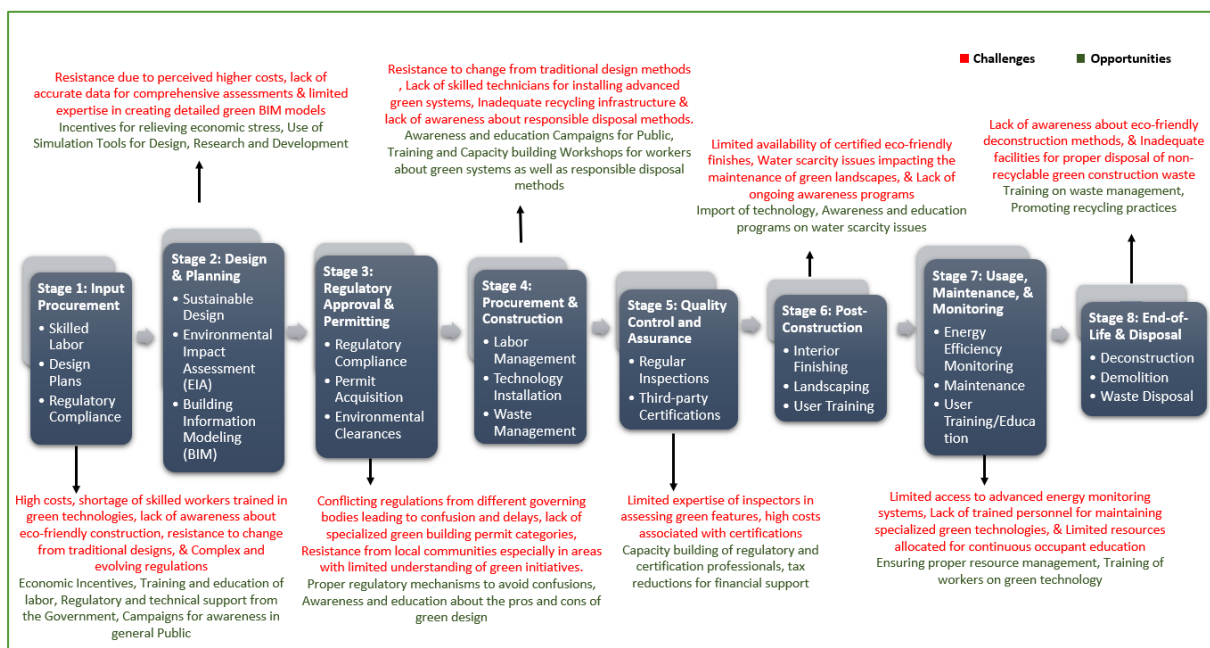 Challenges
Opportunities
Resistance due to perceived higher costs, lack of
accurate data for comprehensive assessments & limited
expertise in creating detailed green BIM models
Incentives for relieving economic stress, Use of
Simulation Tools for Design, Research and Development
Resistance to change from traditional design methods
, Lack of skilled technicians for installing advanced
green systems, Inadequate recycling infrastructure &
lack of awareness about responsible disposal methods.
Awareness and education Campaigns for Public,
Training and Capacity building Workshops for workers
about green systems as well as responsible disposal
methods
Limited availability of certified eco-friendly
finishes, Water scarcity issues impacting the
maintenance of green landscapes, & Lack of
ongoing awareness programs
Import of technology, Awareness and education
programs on water scarcity issues
Lack of awareness about eco-friendly
deconstruction methods, & Inadequate
facilities for proper disposal of non-
recyclable green construction waste
Training on waste management,
Promoting recycling practices
Stage 1: Input
Procurement
• Skilled
Labor
• Design
Plans
• Regulatory
Compliance
Stage 2: Design
& Planning
• Sustainable
Design
• Environmental
Impact
Assessment
(EIA)
• Building
Information
Modeling
(BIM)
Stage 3:
Regulatory
Approval &
Permitting
• Regulatory
Compliance
• Permit
Acquisition
• Environmental
Clearances
Stage 4:
Procurement &
Construction
• Labor
Management
• Technology
Installation
• Waste
Management
Stage 5: Quality
Control and
Assurance
• Regular
Inspections
• Third-party
Certifications
Stage 6: Post-
Construction
• Interior
Finishing
• Landscaping
• User Training
Stage 7: Usage,
Maintenance, &
Monitoring
• Energy
Efficiency
Monitoring
• Maintenance
• User
Training/Educa
tion
Stage 8: End-of-
Life & Disposal
• Deconstruction
• Demolition
• Waste Disposal
High costs, shortage of skilled workers trained in
green technologies, lack of awareness about
eco-friendly construction, resistance to change
from traditional designs, & Complex and
evolving regulations
Economic Incentives, Training and education of
labor, Regulatory and technical support from
the Government, Campaigns for awareness in
general Public
Conflicting regulations from different governing
bodies leading to confusion and delays, lack of
specialized green building permit categories,
Resistance from local communities especially in areas
with limited understanding of green initiatives.
Proper regulatory mechanisms to avoid confusions,
Awareness and education about the pros and cons of
green design
Limited expertise of inspectors in
assessing green features, high costs
associated with certifications
Capacity building of regulatory and
certification professionals, tax
reductions for financial support
Limited access to advanced energy monitoring
systems, Lack of trained personnel for maintaining
specialized green technologies, & Limited resources
allocated for continuous occupant education
Ensuring proper resource management, Training of
workers on green technology